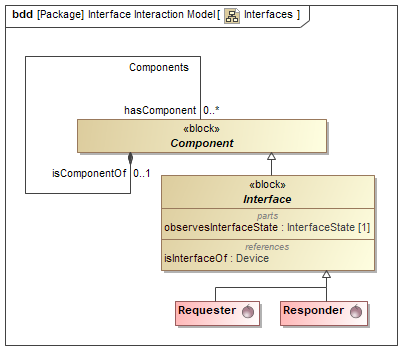 bdd [Package] Interface Interaction Model [ Interfaces ]
Components
hasComponent 0..*
«block»
Component
isComponentOf 0..1
«block»
Interface
parts
observesInterfaceState : InterfaceState [1]
references
isInterfaceOf : Device
Requester
Responder